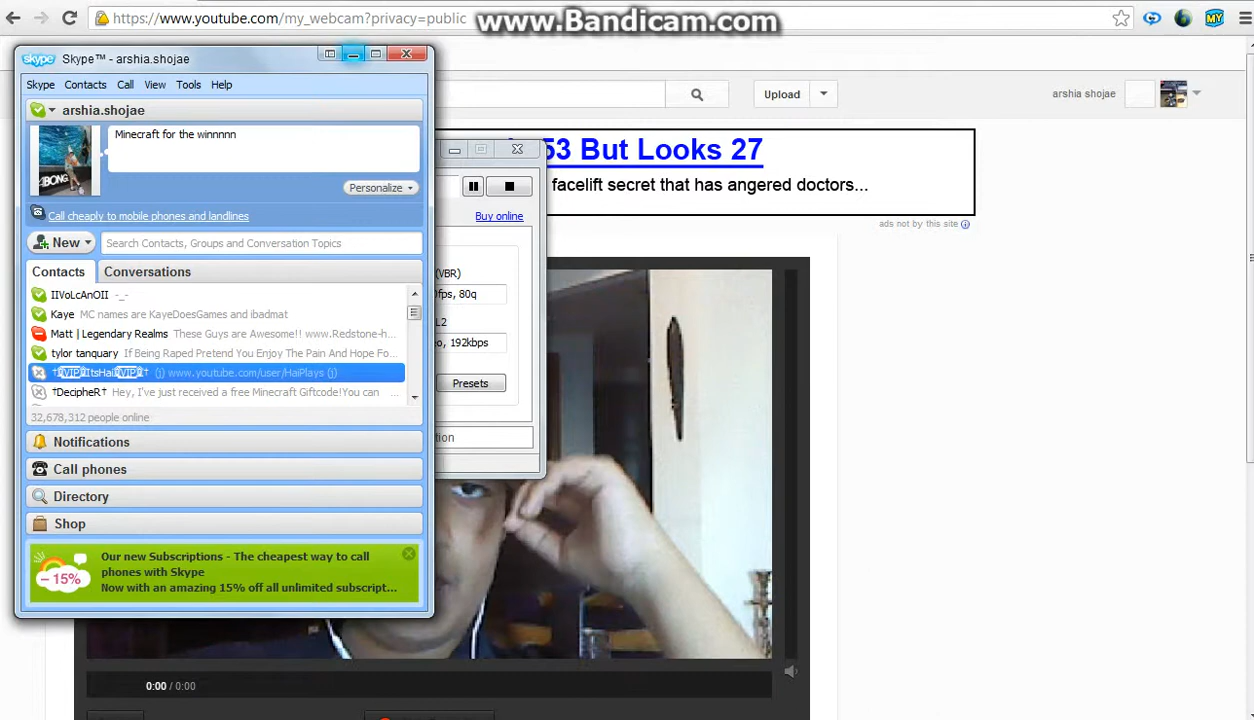 https://www.youtube.com/my_webcam?privacy=public
www.Bandicam.com
Skype™ - arshia.shojae
Skype Contacts Call View Tools Help
Upload
arshia shojae
arshia.shojae
Minecraft for the winnnnn
53 But Looks 27
facelift secret that has angered doctors...
Personalize
Call cheaply to mobile phones and landlines
Buy online
ads not by this site
New
Search Contacts, Groups and Conversation Topics
Contacts Conversations
(VBR)
IIVoLcAnOII -_-
fps, 80q
Kaye MC names are KayeDoesGames and ibadmat
L2
Matt | Legendary Realms These Guys are Awesome!! www.Redstone-h...
o, 192kbps
tylor tanquary If Being Raped Pretend You Enjoy The Pain And Hope Fo...
VIP ItsHai VIP † (j) www.youtube.com/user/HaiPlays (j)
Presets
†DecipheR† Hey, I've just received a free Minecraft Giftcode!You can ...
32,678,312 people online
tion
Notifications
Call phones
Directory
Shop
Our new Subscriptions - The cheapest way to call
phones with Skype
– 15%
Now with an amazing 15% off all unlimited subscript...
BONG
0:00 / 0:00